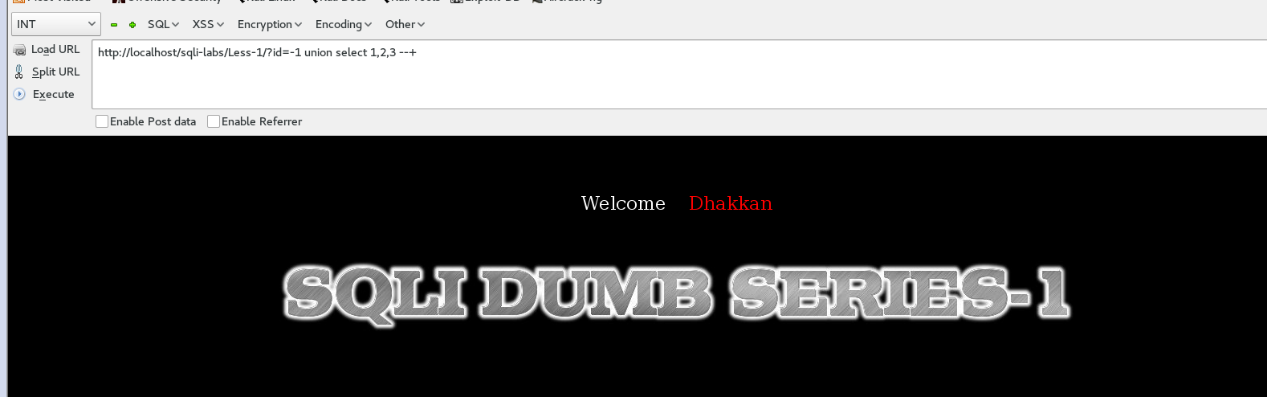 INT SQL XSS Encryption Encoding Other
Load URL http://localhost/sqli-labs/Less-1/?id=-1 union select 1,2,3 --+
Split URL
Execute
Enable Post data Enable Referrer
Welcome Dhakkan
SQLI DUMB SERIES-1